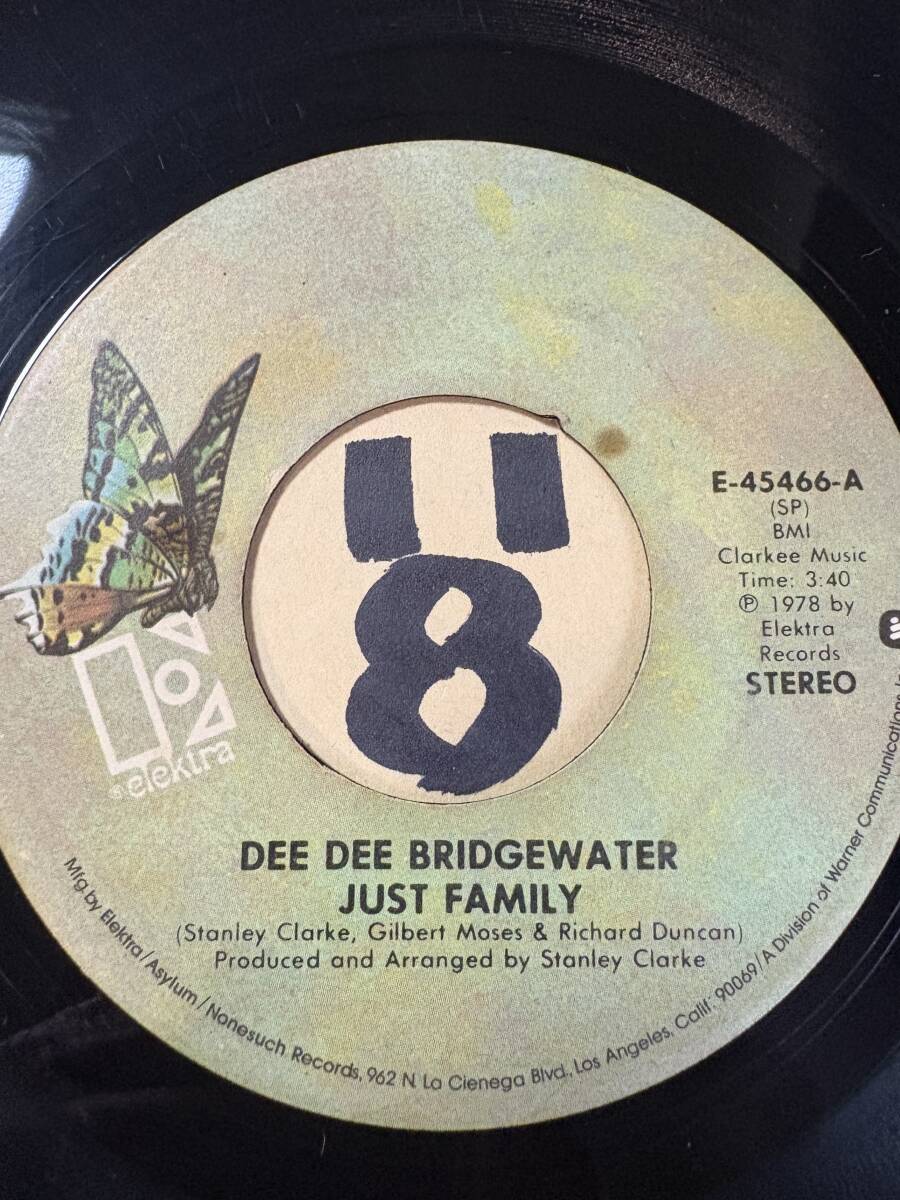 II
8
E-45466-A
(SP)
BMI
Clarkee Music
Time: 3:40
℗ 1978 by
Elektra
Records
STEREO
elektra
DEE DEE BRIDGEWATER
JUST FAMILY
(Stanley Clarke, Gilbert Moses & Richard Duncan)
Produced and Arranged by Stanley Clarke
Mfg. by Elektra/Asylum/Nonesuch Records, 962 N. La Cienega Blvd., Los Angeles, Calif. 90069/A Division of Warner Communications